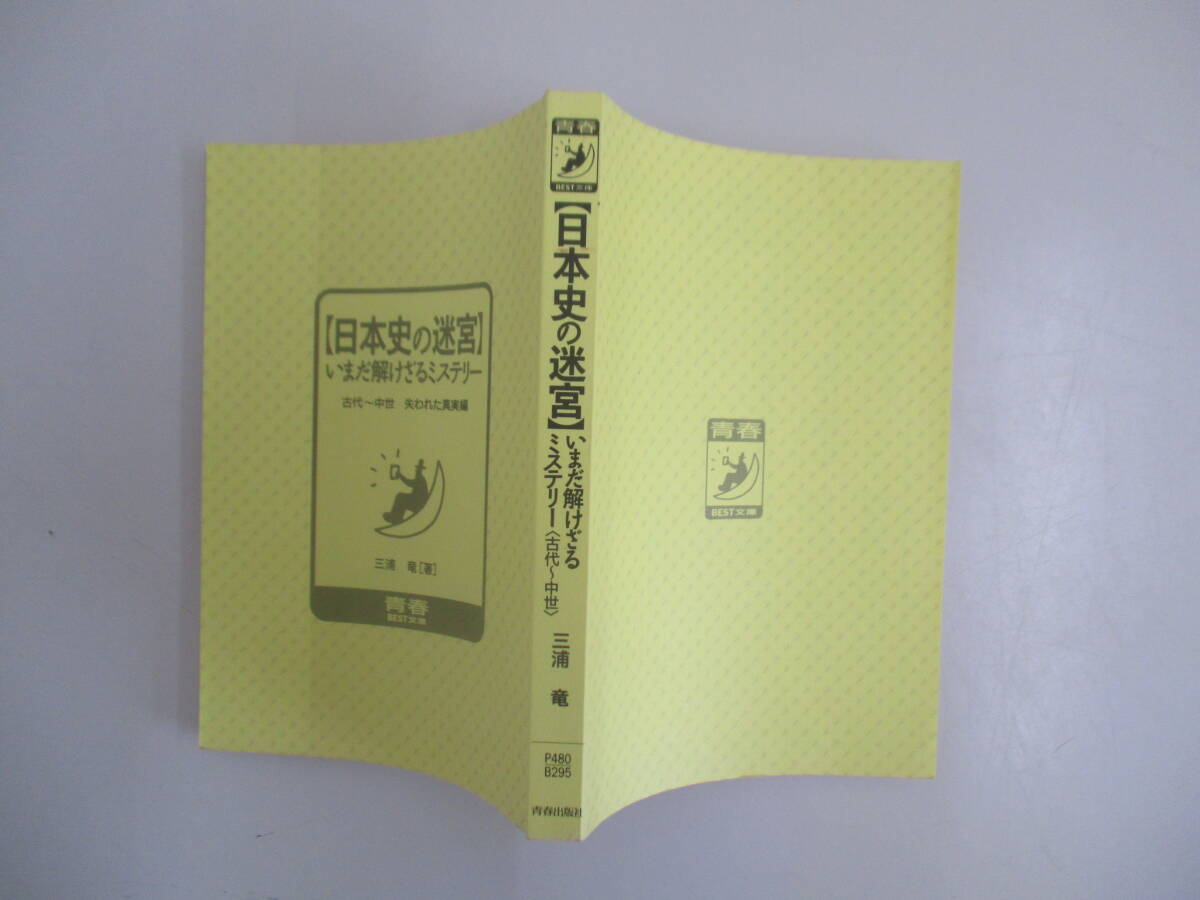 【日本史の迷宮】
いまだ解けざるミステリー
古代～中世 失われた真実編
三浦 竜[著]
青春
BEST文庫
青春
BEST文庫
【日本史の迷宮】
いまだ解けざる
ミステリー〈古代～中世〉
三浦 竜
P480
B295
青春出版社
青春
BEST文庫